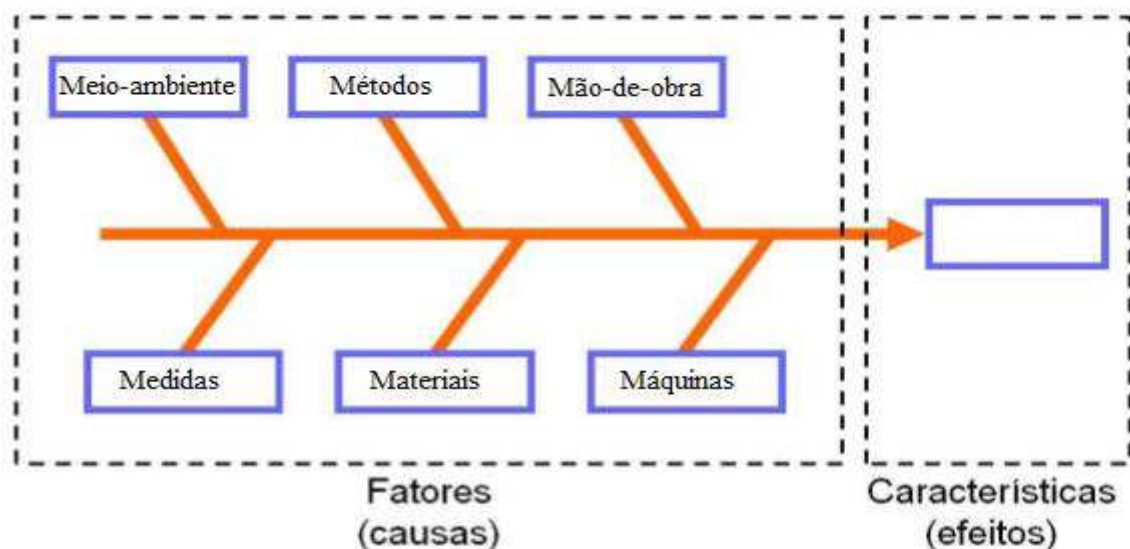 Meio-ambiente
Métodos
Mão-de-obra
Medidas
Materiais
Máquinas
Fatores
(causas)
Características
(efeitos)